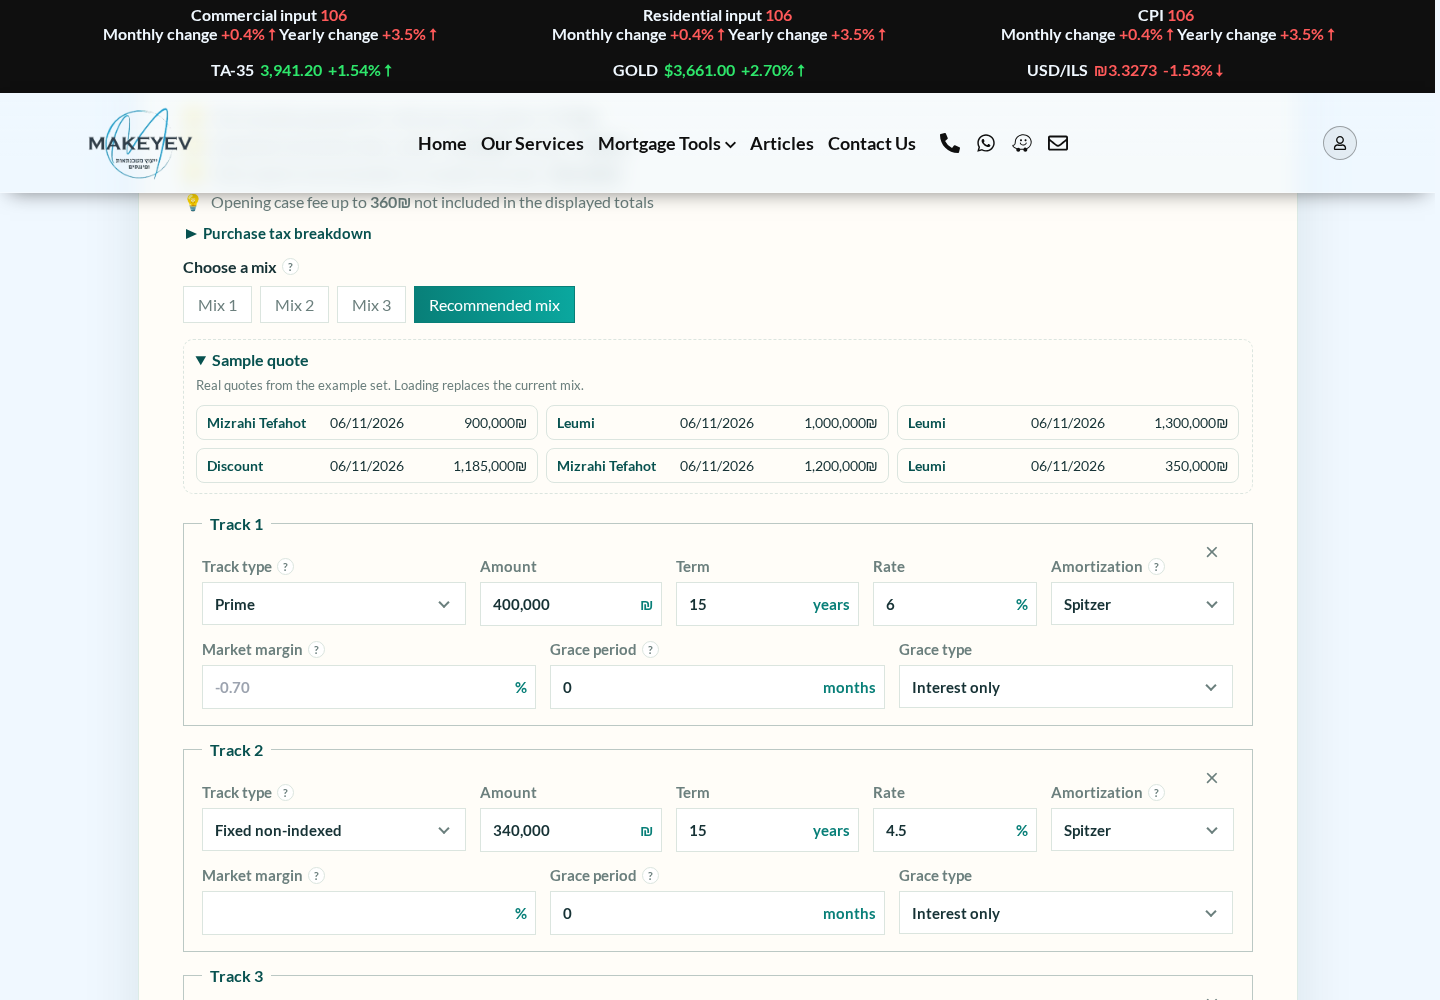 Commercial input 106
Monthly change +0.4% ↑ Yearly change +3.5% ↑
Residential input 106
Monthly change +0.4% ↑ Yearly change +3.5% ↑
CPI 106
Monthly change +0.4% ↑ Yearly change +3.5% ↑
TA-35 3,941.20 +1.54% ↑
GOLD $3,661.00 +2.70% ↑
USD/ILS ₪3.3273 -1.53% ↓
MAKEYEV
ייעוץ משכנתאות
ופיננסים
Home Our Services Mortgage Tools Articles Contact Us
💡 Opening case fee up to 360₪ not included in the displayed totals
▶ Purchase tax breakdown
Choose a mix ?
Mix 1 Mix 2 Mix 3 Recommended mix
▼ Sample quote
Real quotes from the example set. Loading replaces the current mix.
Mizrahi Tefahot 06/11/2026 900,000₪
Leumi 06/11/2026 1,000,000₪
Leumi 06/11/2026 1,300,000₪
Discount 06/11/2026 1,185,000₪
Mizrahi Tefahot 06/11/2026 1,200,000₪
Leumi 06/11/2026 350,000₪
Track 1
×
Track type ? Amount Term Rate Amortization ?
Prime 400,000 ₪ 15 years 6 % Spitzer
Market margin ? Grace period ? Grace type
-0.70 % 0 months Interest only
Track 2
×
Track type ? Amount Term Rate Amortization ?
Fixed non-indexed 340,000 ₪ 15 years 4.5 % Spitzer
Market margin ? Grace period ? Grace type
% 0 months Interest only
Track 3